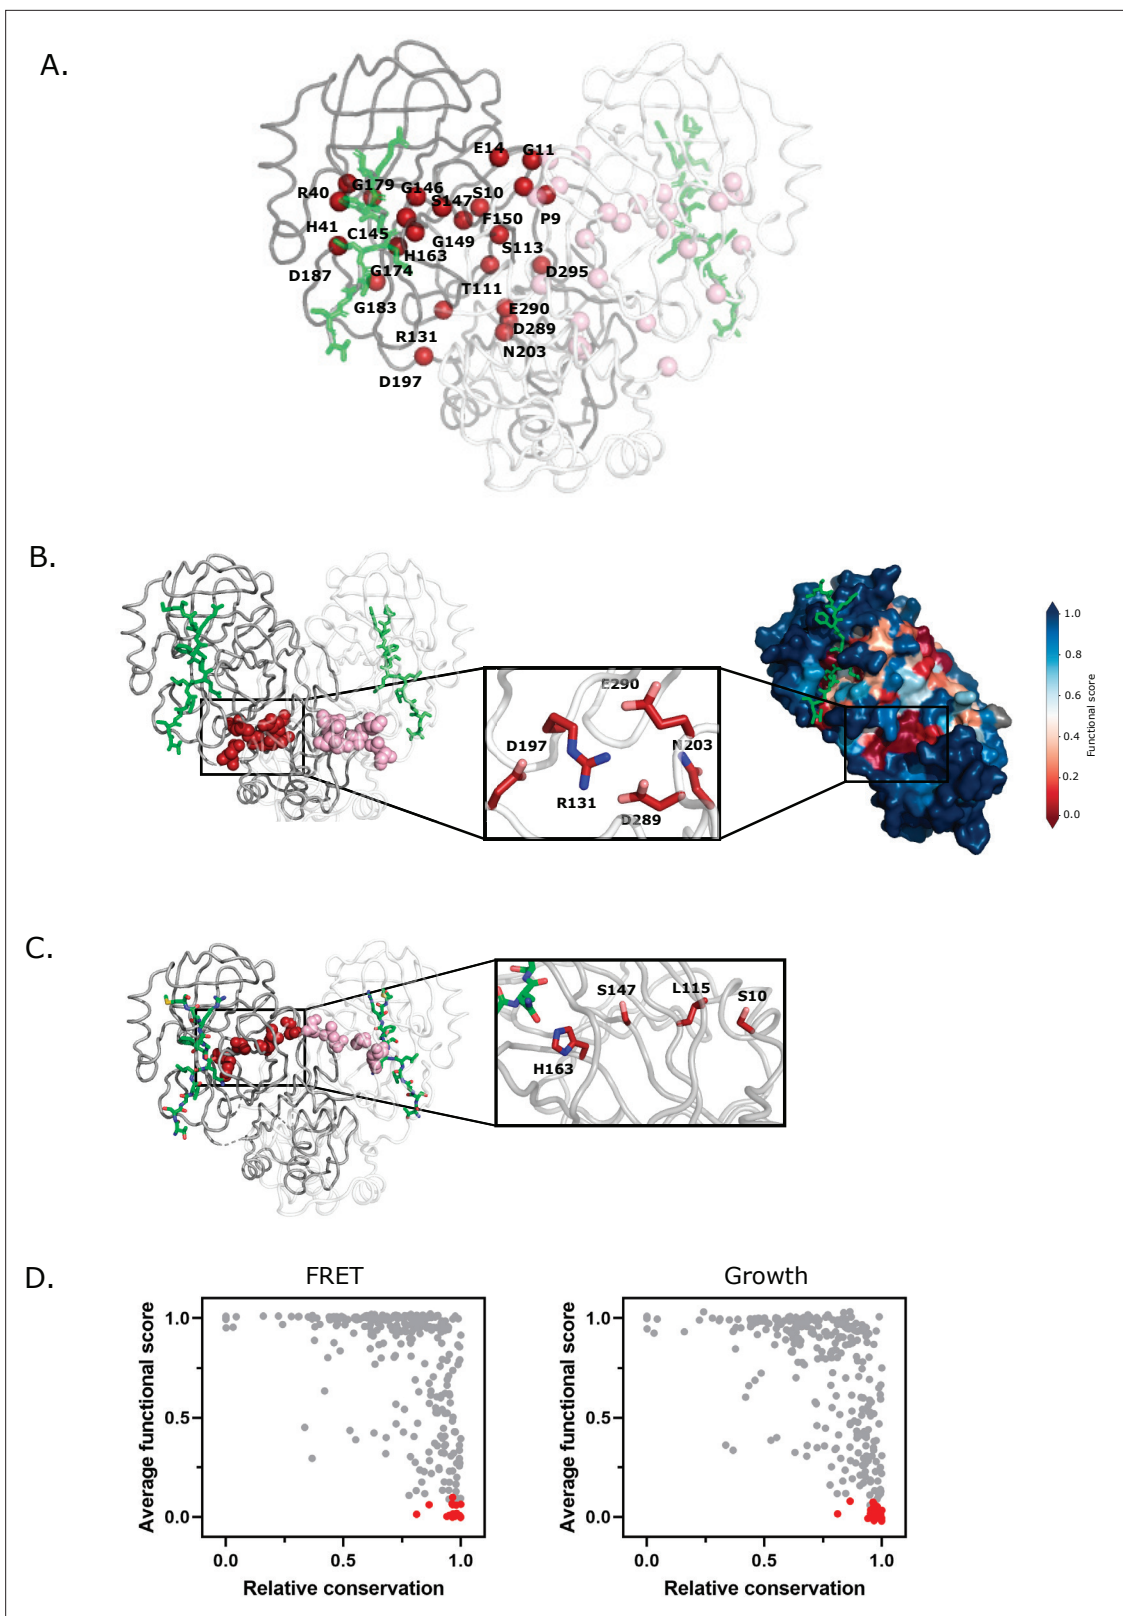 A.
E14
G11
R40
G179
G146
S147
S10
P9
H41
C145
F150
G149
S113
H163
D187
G174
T111
D295
G183
E290
R131
D289
N203
D197
B.
E290
D197
N203
R131
D289
1.0
0.8
0.6
0.4
0.2
0.0
Functional score
C.
S147
L115
S10
H163
D.
FRET
Average functional score
1.0
0.5
0.0
0.0
0.5
1.0
Relative conservation
Growth
Average functional score
1.0
0.5
0.0
0.0
0.5
1.0
Relative conservation